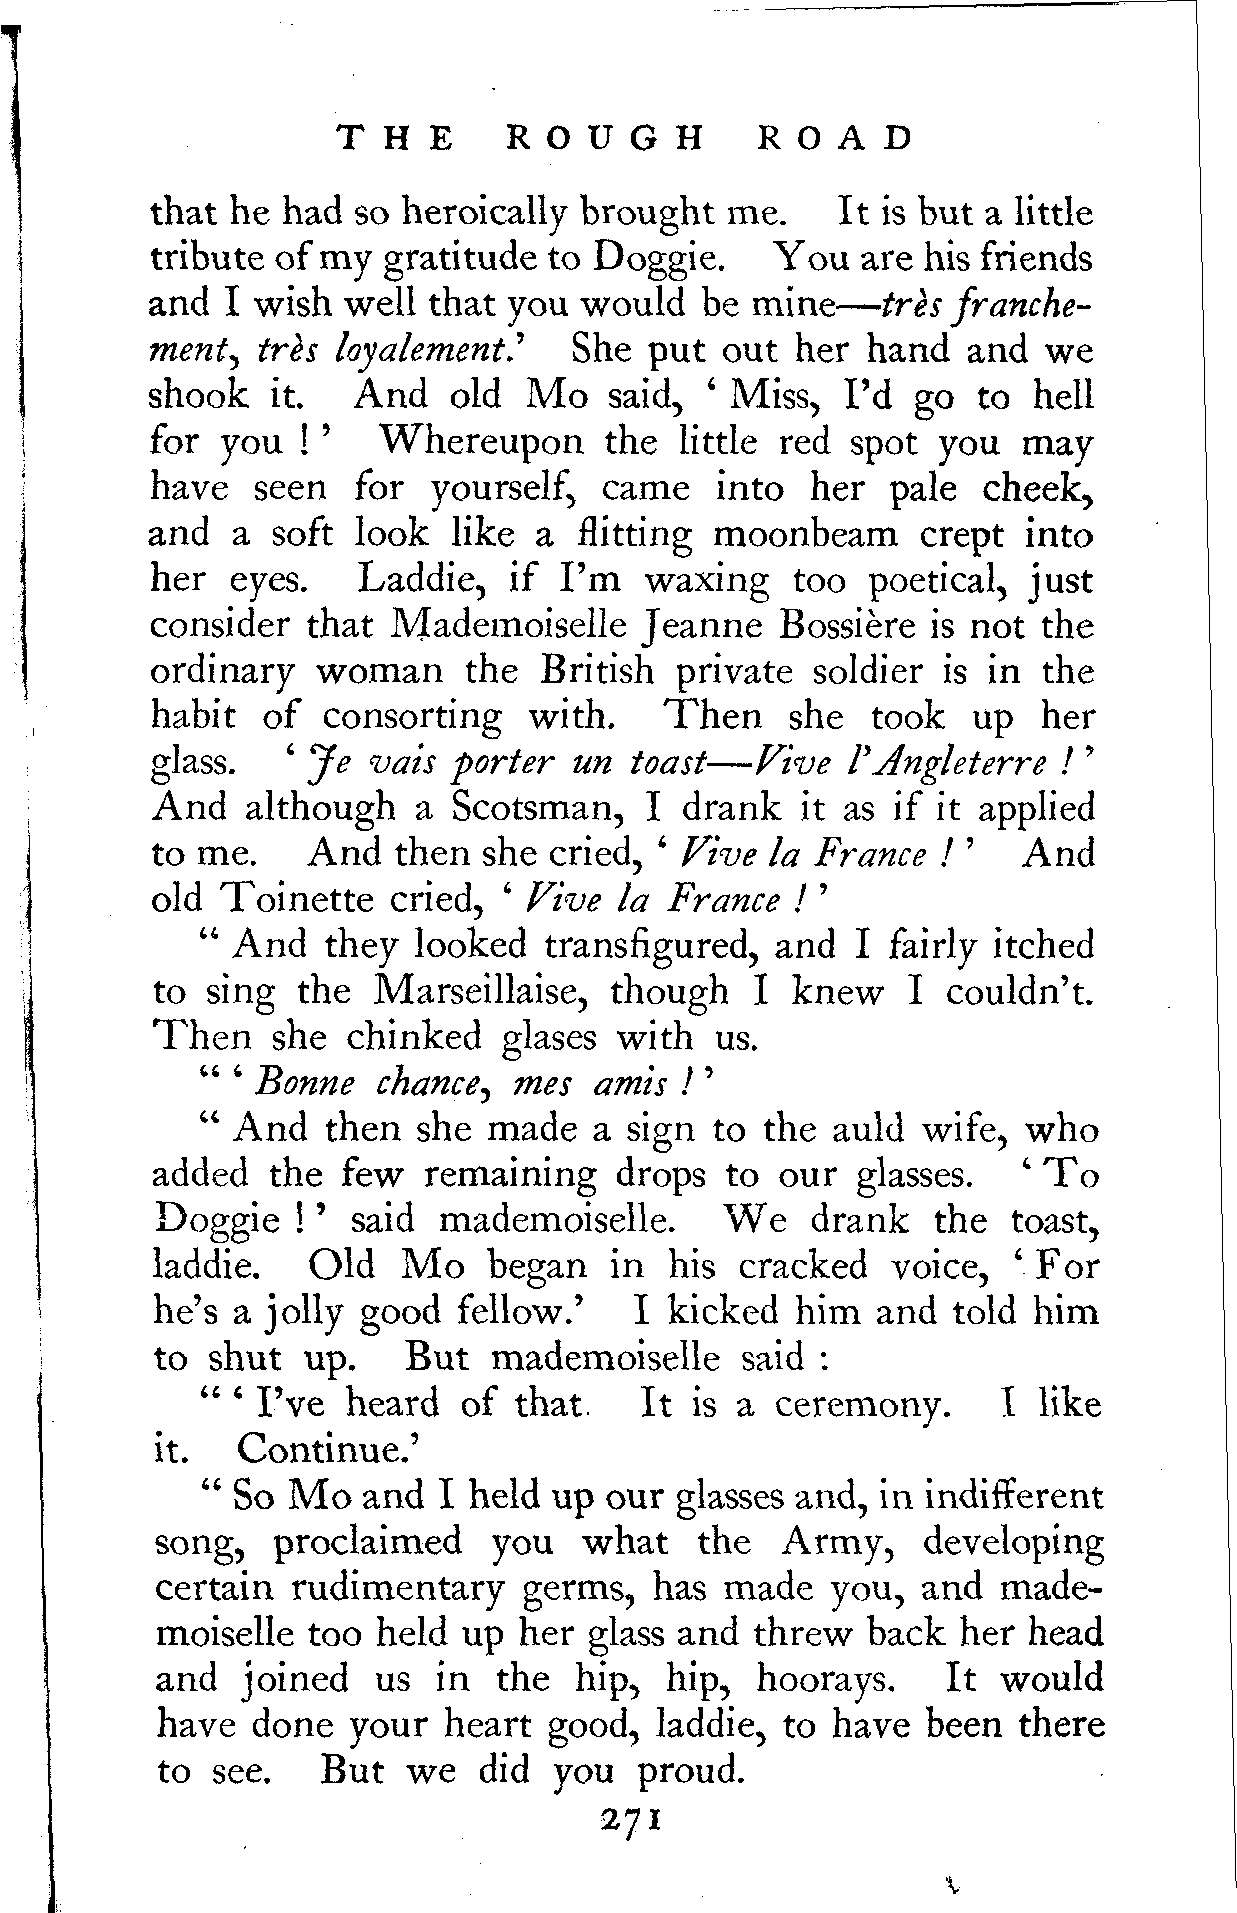 THE ROUGH ROAD
that he had so heroically brought me. It is but a little
tribute of my gratitude to Doggie. You are his friends
and I wish well that you would be mine—très franche-
ment, très loyalement.’ She put out her hand and we
shook it. And old Mo said, ‘ Miss, I’d go to hell
for you ! ’ Whereupon the little red spot you may
have seen for yourself, came into her pale cheek,
and a soft look like a flitting moonbeam crept into
her eyes. Laddie, if I’m waxing too poetical, just
consider that Mademoiselle Jeanne Bossière is not the
ordinary woman the British private soldier is in the
habit of consorting with. Then she took up her
glass. ‘ Je vais porter un toast—Vive l’Angleterre ! ’
And although a Scotsman, I drank it as if it applied
to me. And then she cried, ‘ Vive la France ! ’ And
old Toinette cried, ‘ Vive la France ! ’
“ And they looked transfigured, and I fairly itched
to sing the Marseillaise, though I knew I couldn’t.
Then she chinked glases with us.
“ ‘ Bonne chance, mes amis ! ’
“ And then she made a sign to the auld wife, who
added the few remaining drops to our glasses. ‘ To
Doggie ! ’ said mademoiselle. We drank the toast,
laddie. Old Mo began in his cracked voice, ‘ For
he’s a jolly good fellow.’ I kicked him and told him
to shut up. But mademoiselle said :
“ ‘ I’ve heard of that. It is a ceremony. I like
it. Continue.’
“ So Mo and I held up our glasses and, in indifferent
song, proclaimed you what the Army, developing
certain rudimentary germs, has made you, and made-
moiselle too held up her glass and threw back her head
and joined us in the hip, hip, hoorays. It would
have done your heart good, laddie, to have been there
to see. But we did you proud.
271